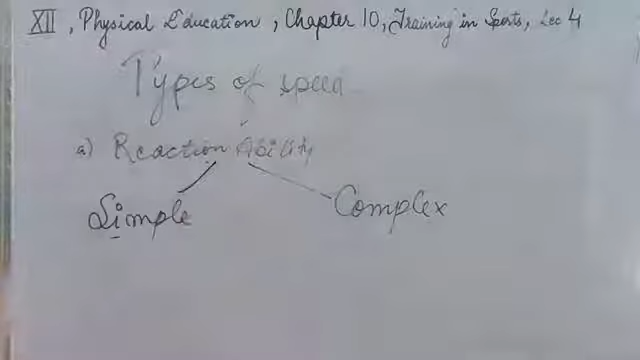 XII, Physical Education, Chapter 10, Training in Sports, Lec 4
Types of speed
a) Reaction Ability
Simple
Complex